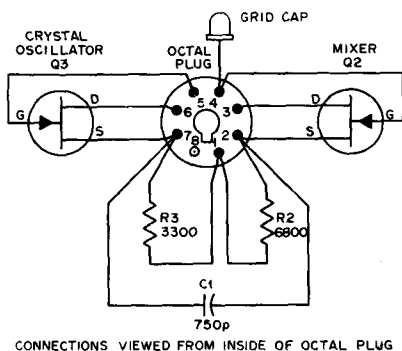 GRID CAP
CRYSTAL
OSCILLATOR
Q3
OCTAL
PLUG
MIXER
Q2
G
D
S
5
4
6
3
7
2
8
1
D
S
G
R3
3300
R2
6800
C1
750p
CONNECTIONS VIEWED FROM INSIDE OF OCTAL PLUG